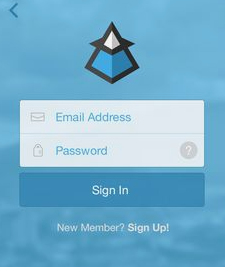 Email Address
Password
?
Sign In
New Member? Sign Up!